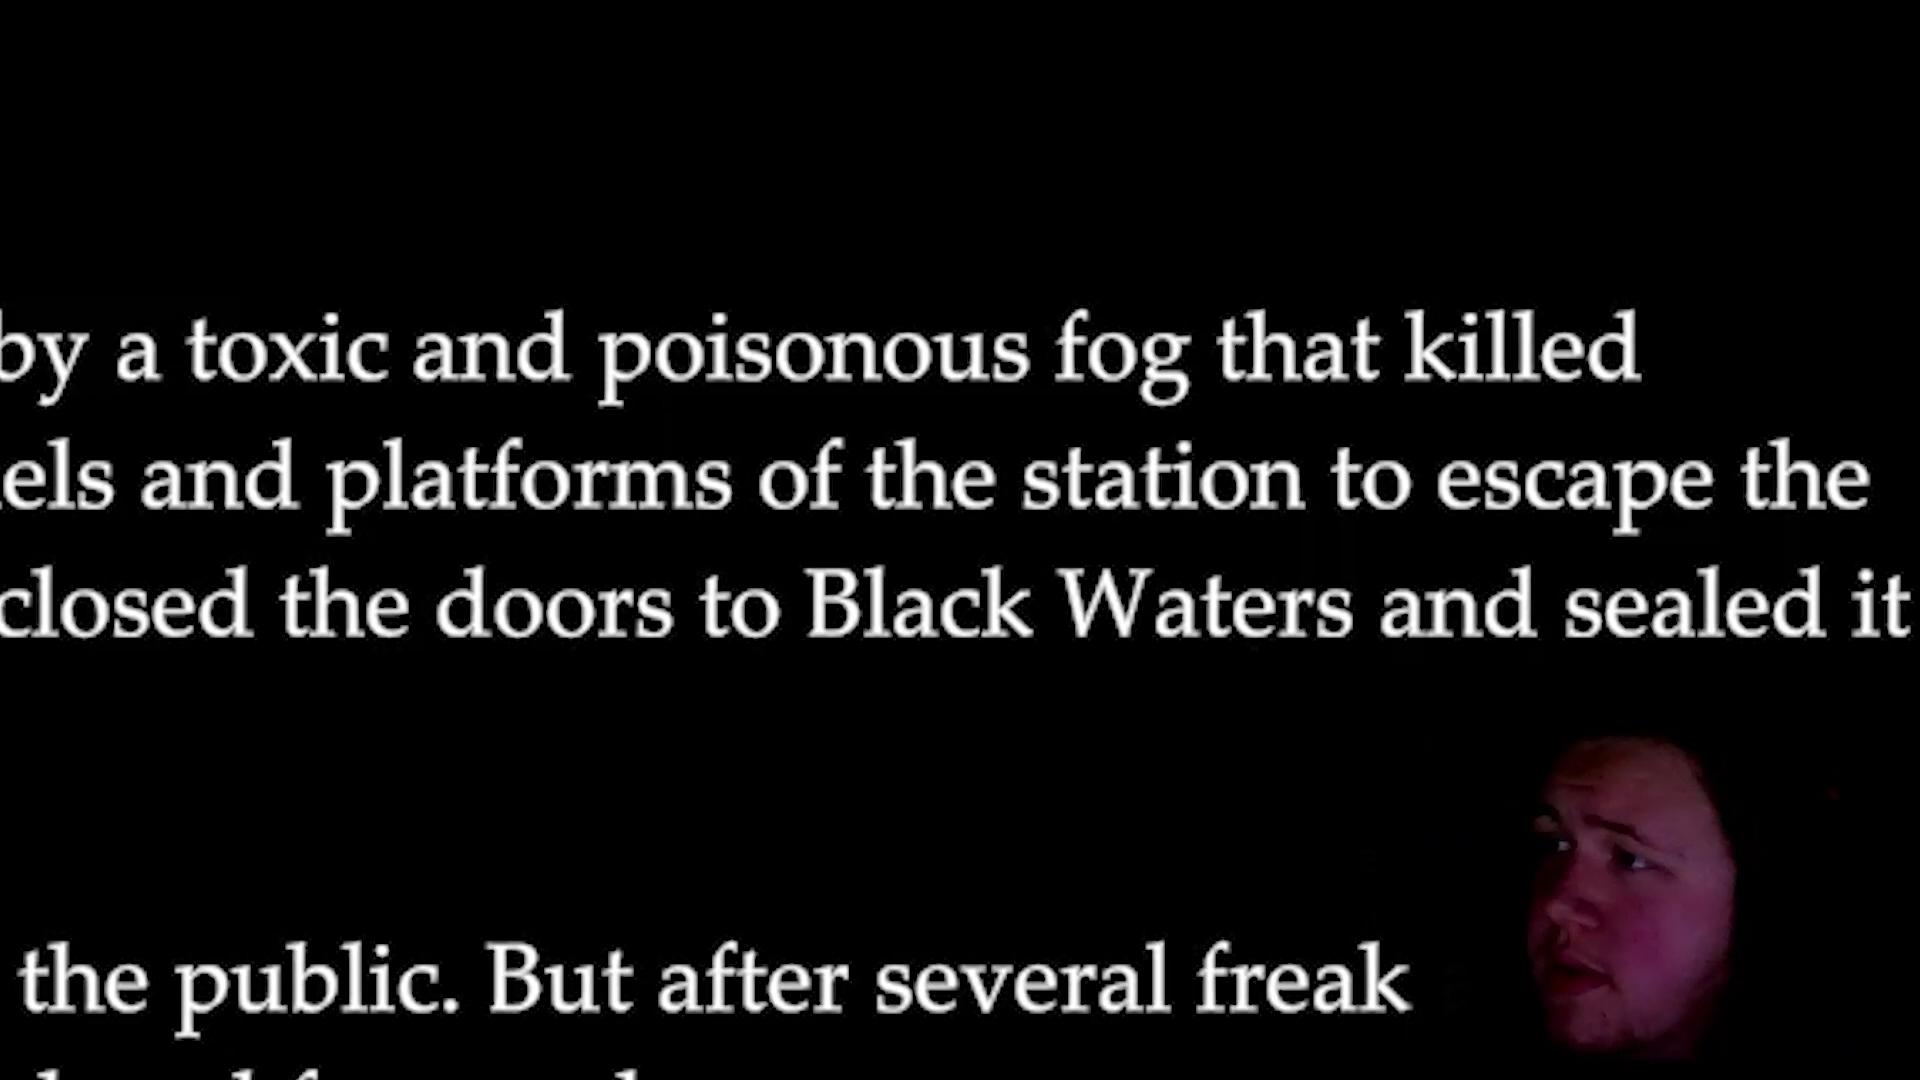 by a toxic and poisonous fog that killed
and platforms of the station to escape the
closed the doors to Black Waters and sealed it
the public. But after several freak